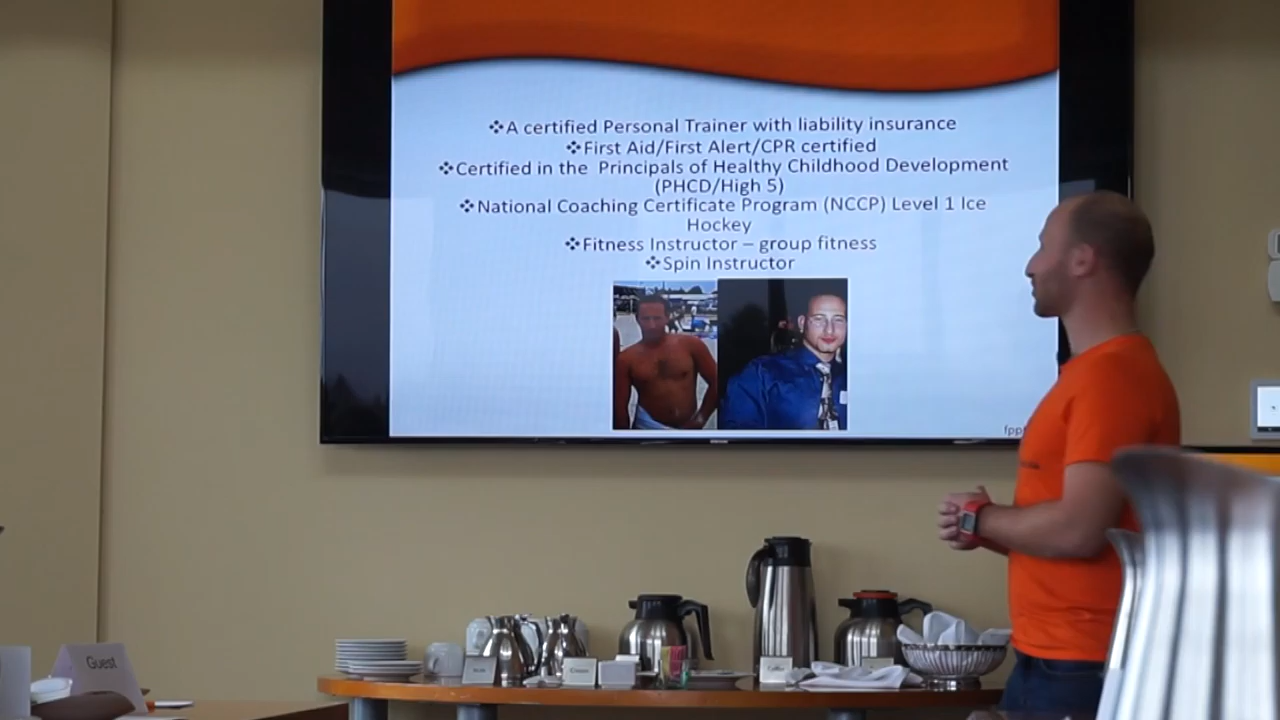 ❖A certified Personal Trainer with liability insurance
❖First Aid/First Alert/CPR certified
❖Certified in the Principals of Healthy Childhood Development
(PHCD/High 5)
❖National Coaching Certificate Program (NCCP) Level 1 Ice
Hockey
❖Fitness Instructor – group fitness
❖Spin Instructor
Guest